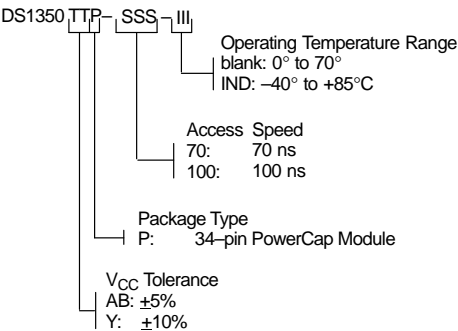 DS1350 TTP– SSS – III
Operating Temperature Range
blank: 0° to 70°
IND: –40° to +85°C
Access Speed
70: 70 ns
100: 100 ns
Package Type
P: 34–pin PowerCap Module
VCC Tolerance
AB: ±5%
Y: ±10%